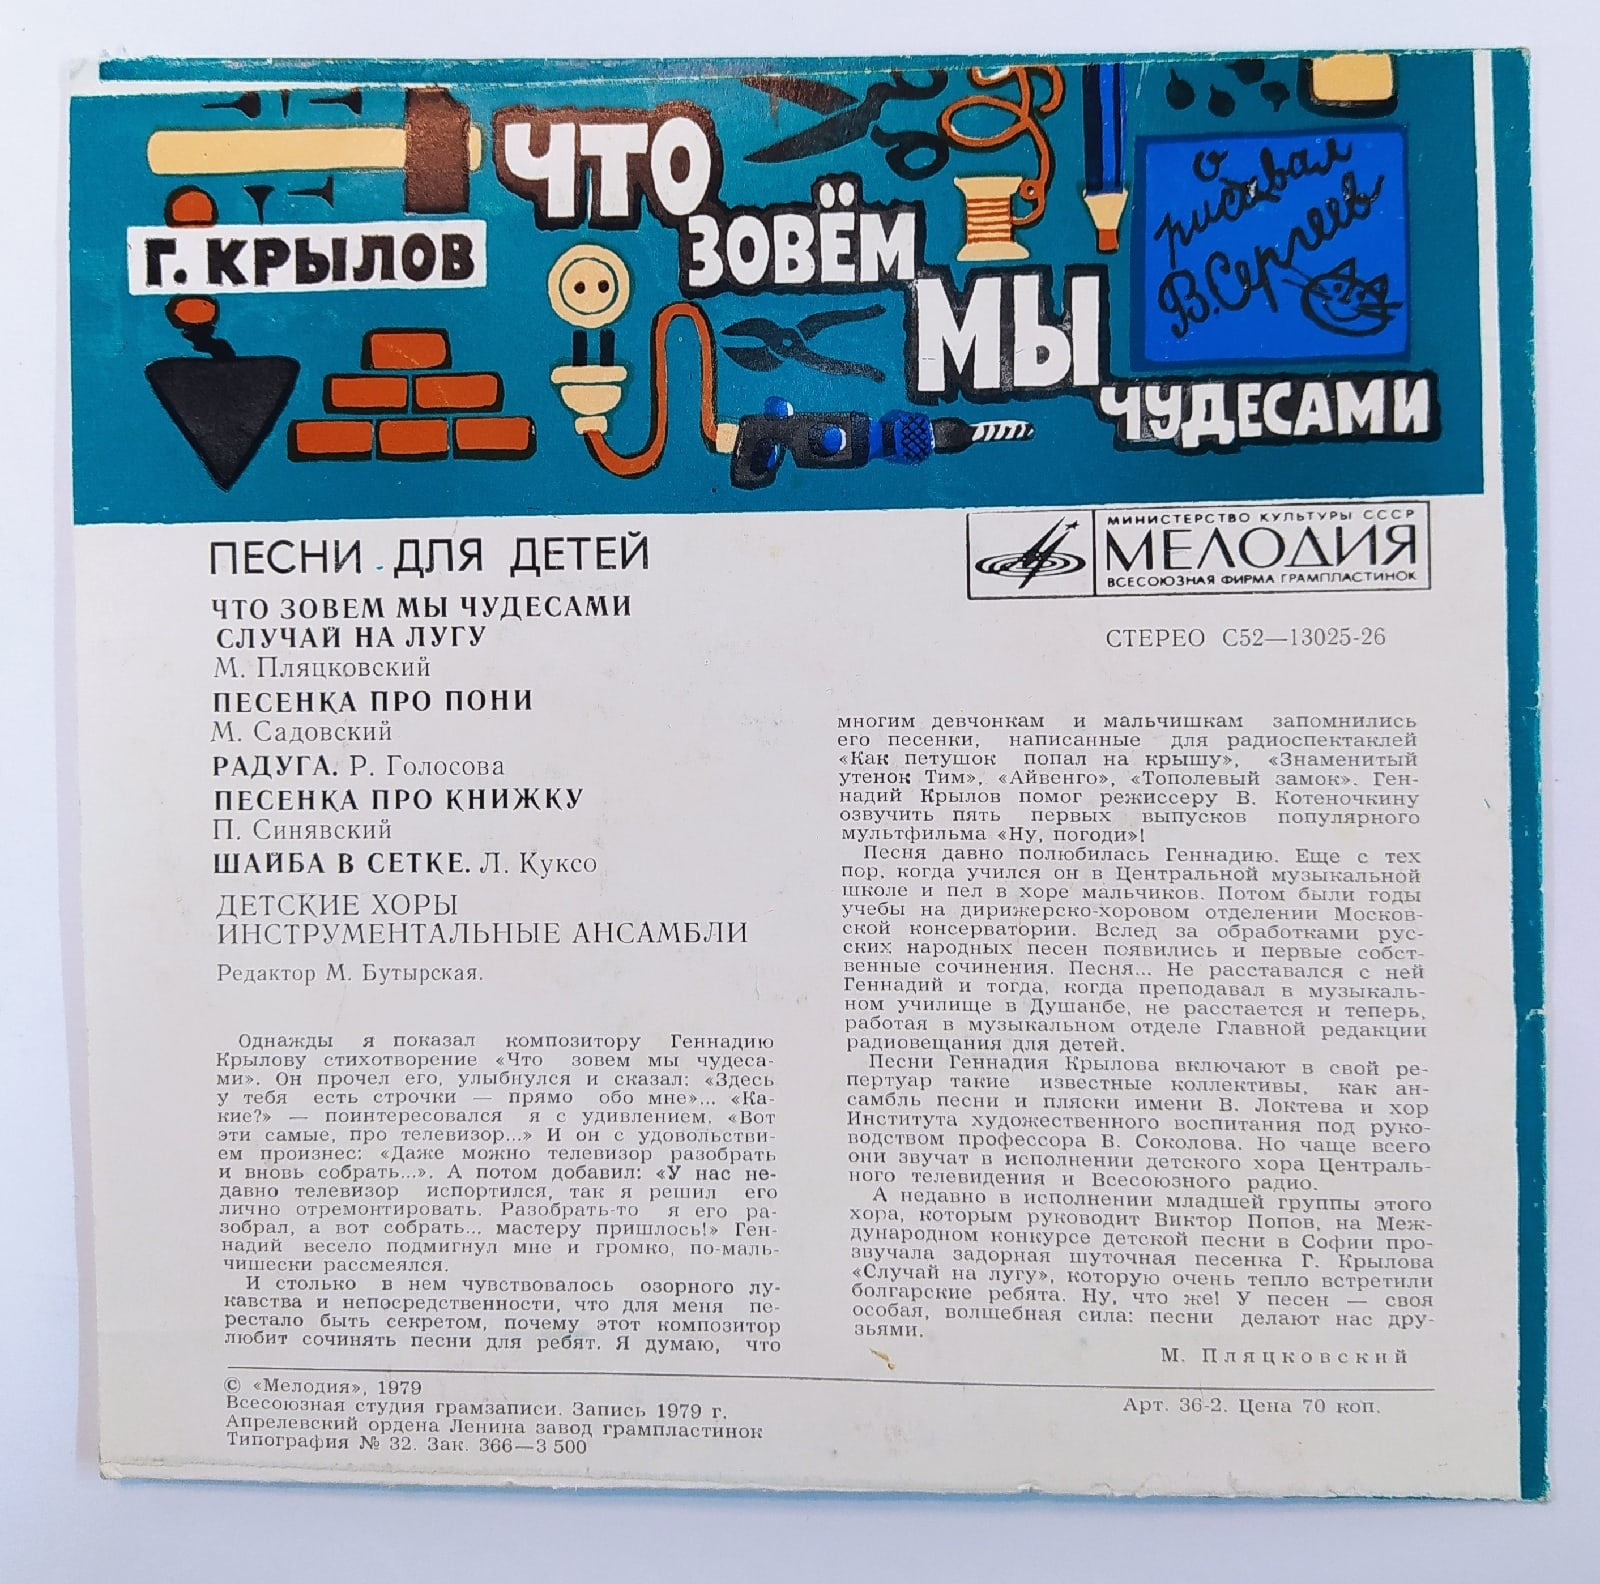 Г. КРЫЛОВ
ЧТО
ЗОВЁМ
МЫ
ЧУДЕСАМИ
о
рисовал
В. Сергеев
ПЕСНИ ДЛЯ ДЕТЕЙ
ЧТО ЗОВЕМ МЫ ЧУДЕСАМИ
СЛУЧАЙ НА ЛУГУ
М. Пляцковский
ПЕСЕНКА ПРО ПОНИ
М. Садовский
РАДУГА. Р. Голосова
ПЕСЕНКА ПРО КНИЖКУ
П. Синявский
ШАЙБА В СЕТКЕ. Л. Куксо
ДЕТСКИЕ ХОРЫ
ИНСТРУМЕНТАЛЬНЫЕ АНСАМБЛИ
Редактор М. Бутырская.
МИНИСТЕРСТВО КУЛЬТУРЫ СССР
МЕЛОДИЯ
ВСЕСОЮЗНАЯ ФИРМА ГРАМПЛАСТИНОК
СТЕРЕО С52—13025-26
Однажды я показал композитору Геннадию
Крылову стихотворение «Что зовем мы чудеса-
ми». Он прочел его, улыбнулся и сказал: «Здесь
у тебя есть строчки — прямо обо мне»... «Ка-
кие?» — поинтересовался я с удивлением. «Вот
эти самые, про телевизор...» И он с удовольстви-
ем произнес: «Даже можно телевизор разобрать
и вновь собрать...». А потом добавил: «У нас не-
давно телевизор испортился, так я решил его
лично отремонтировать. Разобрать-то я его ра-
зобрал, а вот собрать... мастеру пришлось!» Ген-
надий весело подмигнул мне и громко, по-маль-
чишески рассмеялся.
И столько в нем чувствовалось озорного лу-
кавства и непосредственности, что для меня пе-
рестало быть секретом, почему этот композитор
любит сочинять песни для ребят. Я думаю, что
многим девчонкам и мальчишкам запомнились
его песенки, написанные для радиоспектаклей
«Как петушок попал на крышу», «Знаменитый
утенок Тим», «Айвенго», «Тополевый замок». Ген-
надий Крылов помог режиссеру В. Котеночкину
озвучить пять первых выпусков популярного
мультфильма «Ну, погоди»!
Песня давно полюбилась Геннадию. Еще с тех
пор, когда учился он в Центральной музыкальной
школе и пел в хоре мальчиков. Потом были годы
учебы на дирижерско-хоровом отделении Москов-
ской консерватории. Вслед за обработками рус-
ских народных песен появились и первые собст-
венные сочинения. Песня... Не расставался с ней
Геннадий и тогда, когда преподавал в музыкаль-
ном училище в Душанбе, не расстается и теперь,
работая в музыкальном отделе Главной редакции
радиовещания для детей.
Песни Геннадия Крылова включают в свой ре-
пертуар такие известные коллективы, как ан-
самбль песни и пляски имени В. Локтева и хор
Института художественного воспитания под руко-
водством профессора В. Соколова. Но чаще всего
они звучат в исполнении детского хора Централь-
ного телевидения и Всесоюзного радио.
А недавно в исполнении младшей группы этого
хора, которым руководит Виктор Попов, на Меж-
дународном конкурсе детской песни в Софии про-
звучала задорная шуточная песенка Г. Крылова
«Случай на лугу», которую очень тепло встретили
болгарские ребята. Ну, что же! У песен — своя
особая, волшебная сила: песни делают нас дру-
зьями.
М. Пляцковский
© «Мелодия», 1979
Всесоюзная студия грамзаписи. Запись 1979 г.
Апрелевский ордена Ленина завод грампластинок
Типография № 32. Зак. 366—3 500
Арт. 36-2. Цена 70 коп.